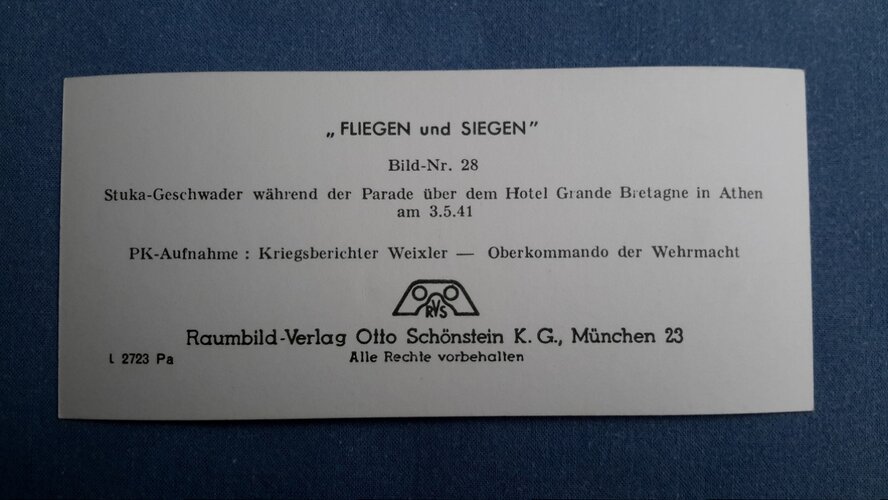 „FLIEGEN und SIEGEN”
Bild-Nr. 28
Stuka-Geschwader während der Parade über dem Hotel Grande Bretagne in Athen
am 3.5.41
PK-Aufnahme : Kriegsberichter Weixler — Oberkommando der Wehrmacht
RVS
Raumbild-Verlag Otto Schönstein K. G., München 23
L 2723 Pa
Alle Rechte vorbehalten